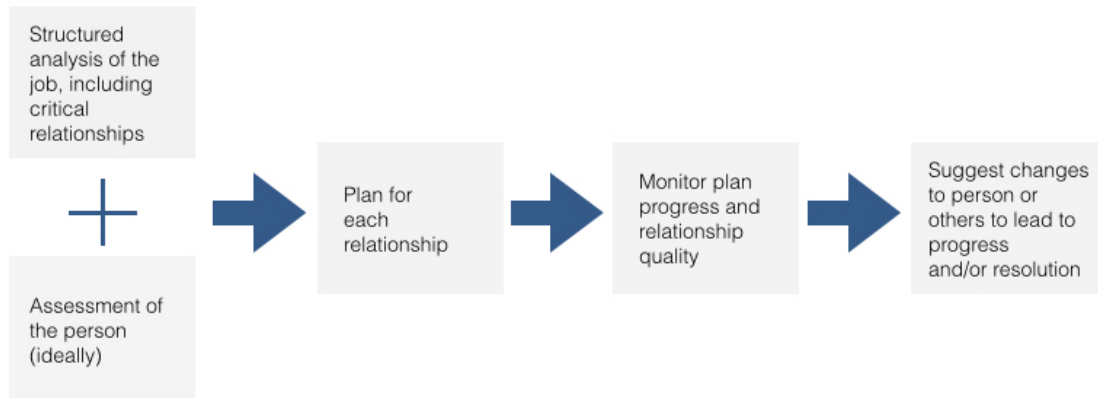 Structured
analysis of the
job, including
critical
relationships
Assessment of
the person
(ideally)
Plan for
each
relationship
Monitor plan
progress and
relationship
quality
Suggest changes
to person or
others to lead to
progress
and/or resolution